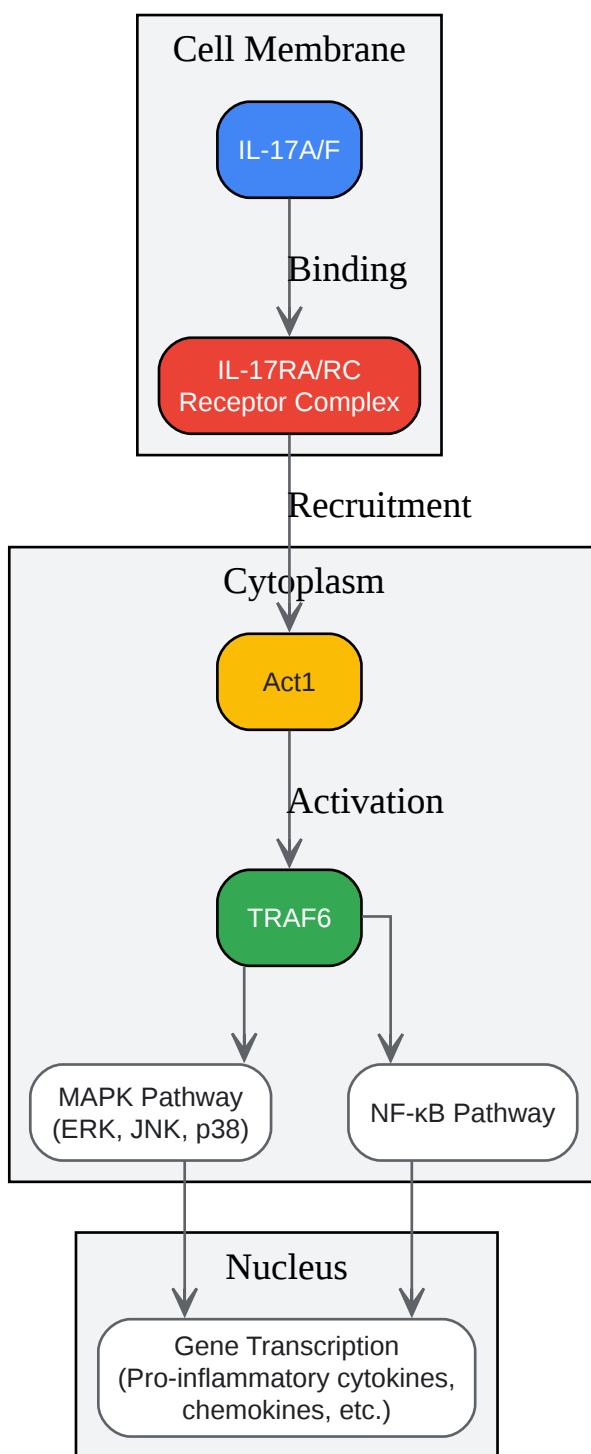 Cell Membrane
IL-17A/F
Binding
IL-17RA/RC
Receptor Complex
Recruitment
Cytoplasm
Act1
Activation
TRAF6
MAPK Pathway
(ERK, JNK, p38)
NF-κB Pathway
Nucleus
Gene Transcription
(Pro-inflammatory cytokines,
chemokines, etc.)